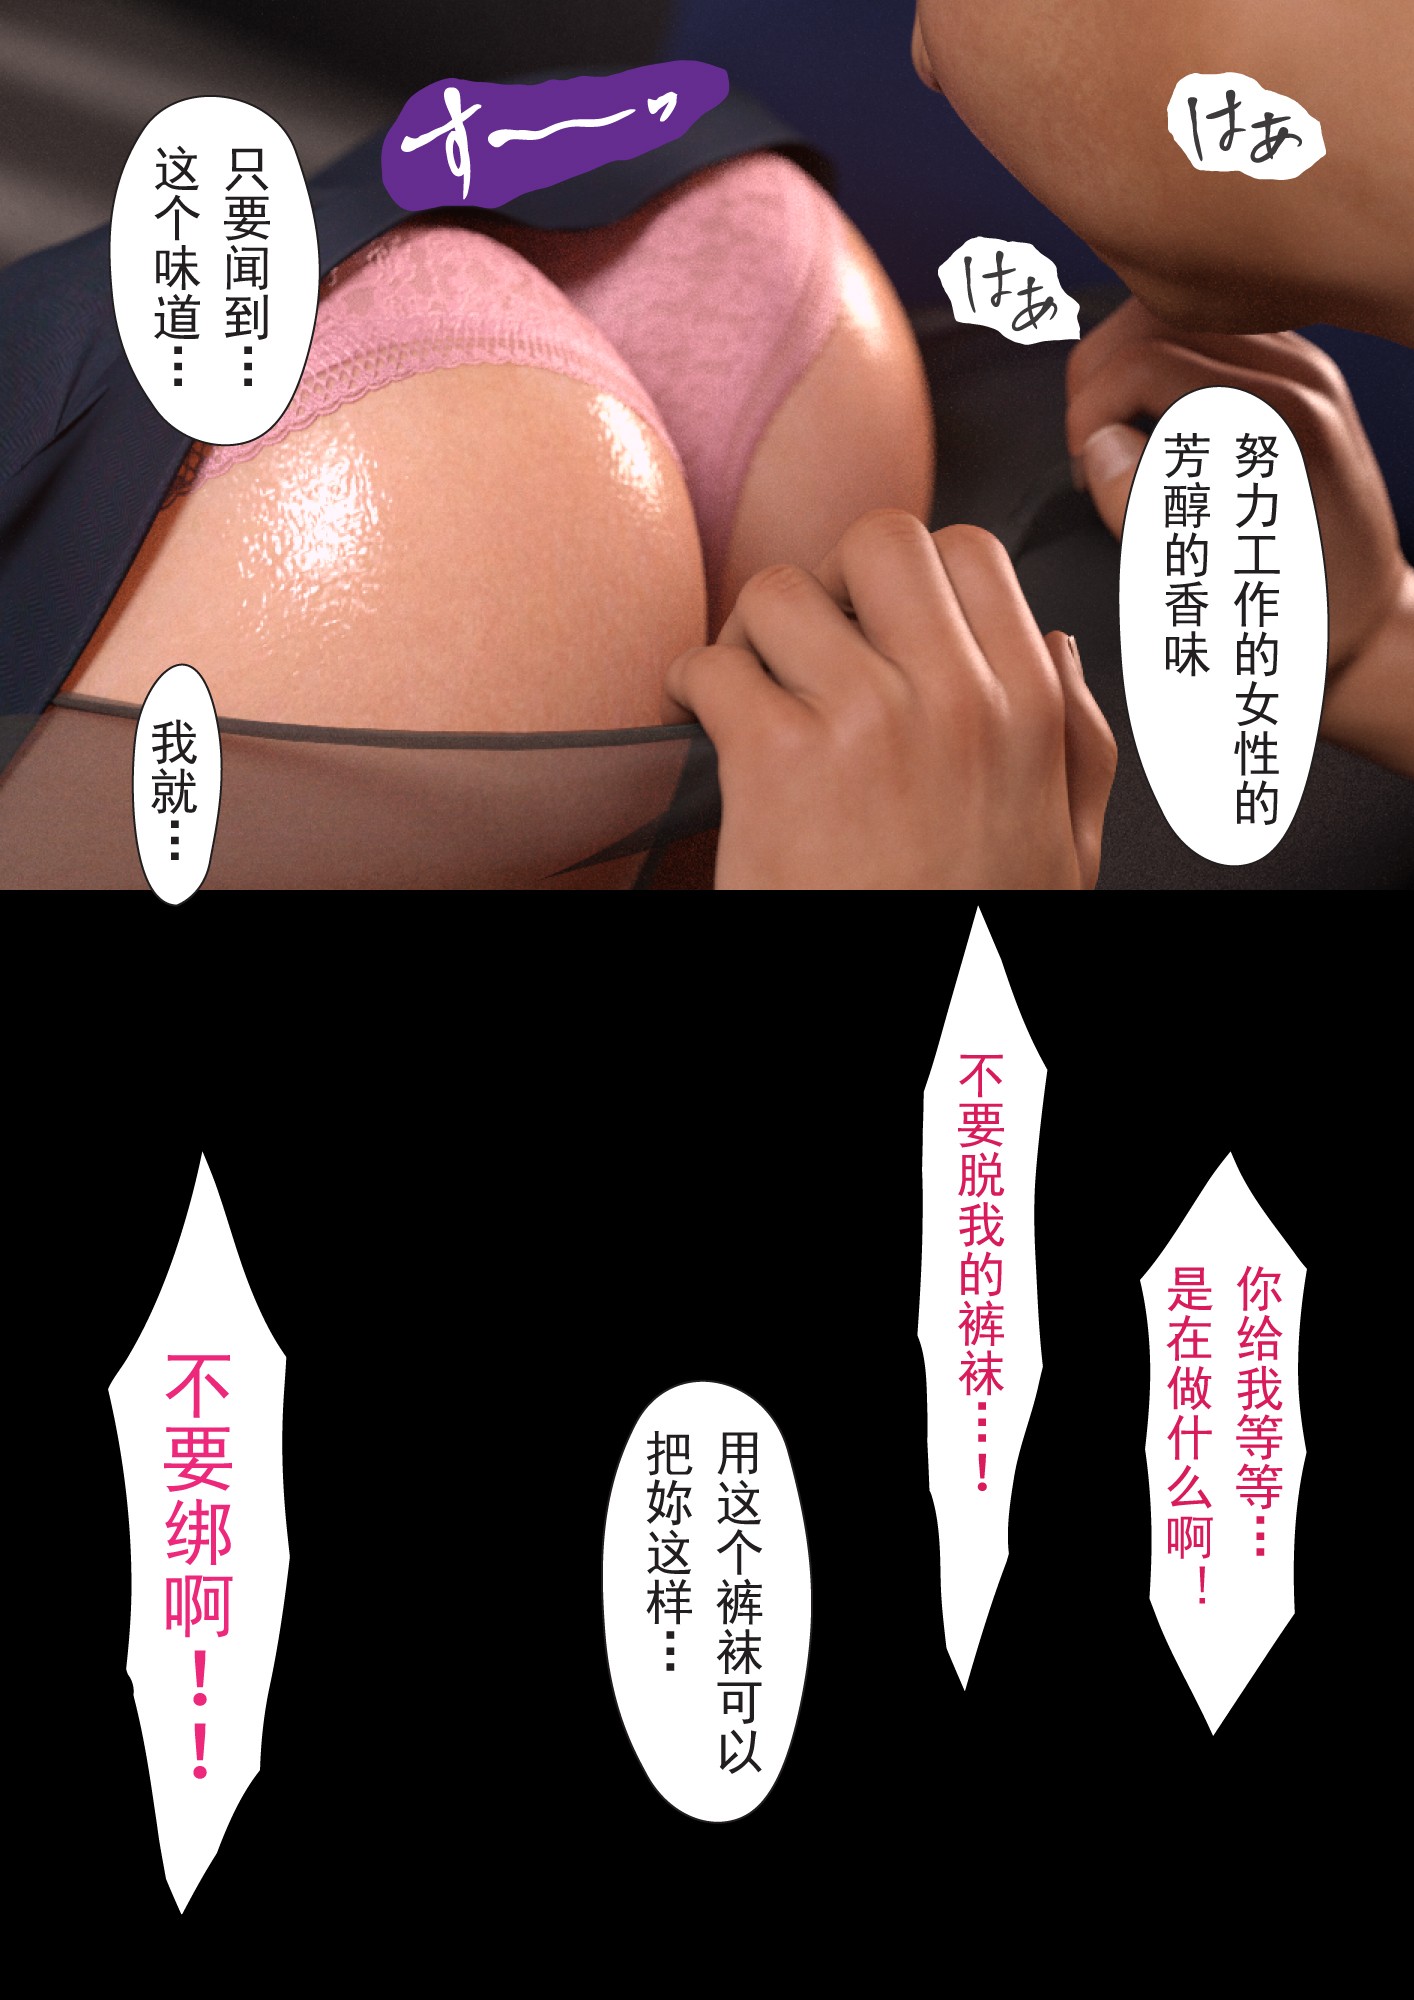 はぁ
はぁ
すーッ
努力工作的女性的
芳醇的香味
只要闻到…
这个味道…
我就…
你给我等等…
是在做什么啊！
不要脱我的裤袜…！
用这个裤袜可以
把妳这样…
不要绑啊！！